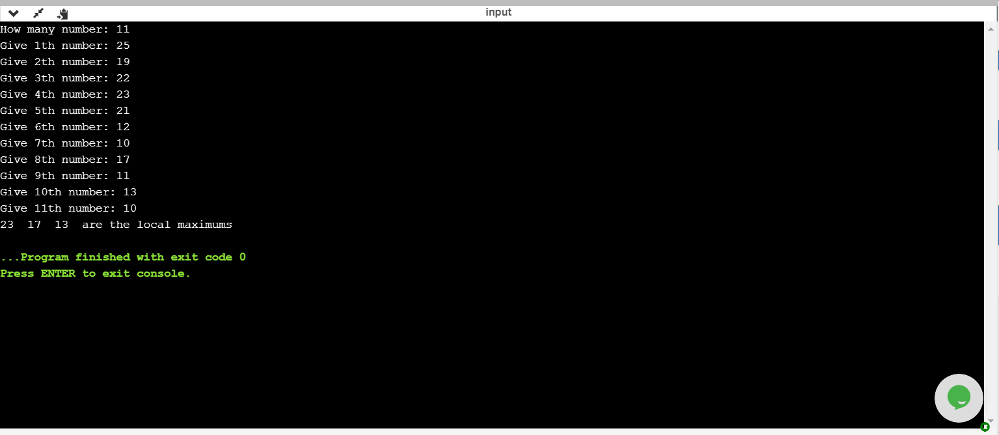 input
How many number: 11
Give 1th number: 25
Give 2th number: 19
Give 3th number: 22
Give 4th number: 23
Give 5th number: 21
Give 6th number: 12
Give 7th number: 10
Give 8th number: 17
Give 9th number: 11
Give 10th number: 13
Give 11th number: 10
23  17  13  are the local maximums
...Program finished with exit code 0
Press ENTER to exit console.